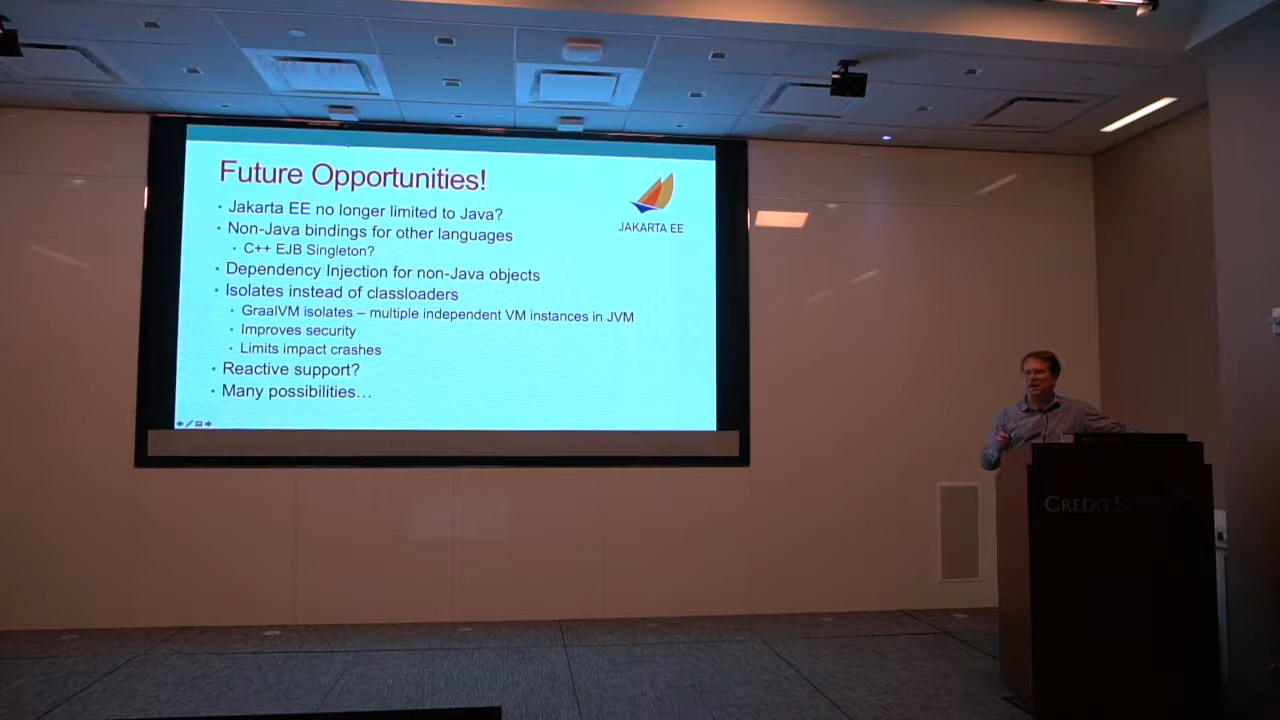 Future Opportunities!
JAKARTA EE
• Jakarta EE no longer limited to Java?
• Non-Java bindings for other languages
• C++ EJB Singleton?
• Dependency Injection for non-Java objects
• Isolates instead of classloaders
• GraalVM isolates – multiple independent VM instances in JVM
• Improves security
• Limits impact crashes
• Reactive support?
• Many possibilities…
CREDIT